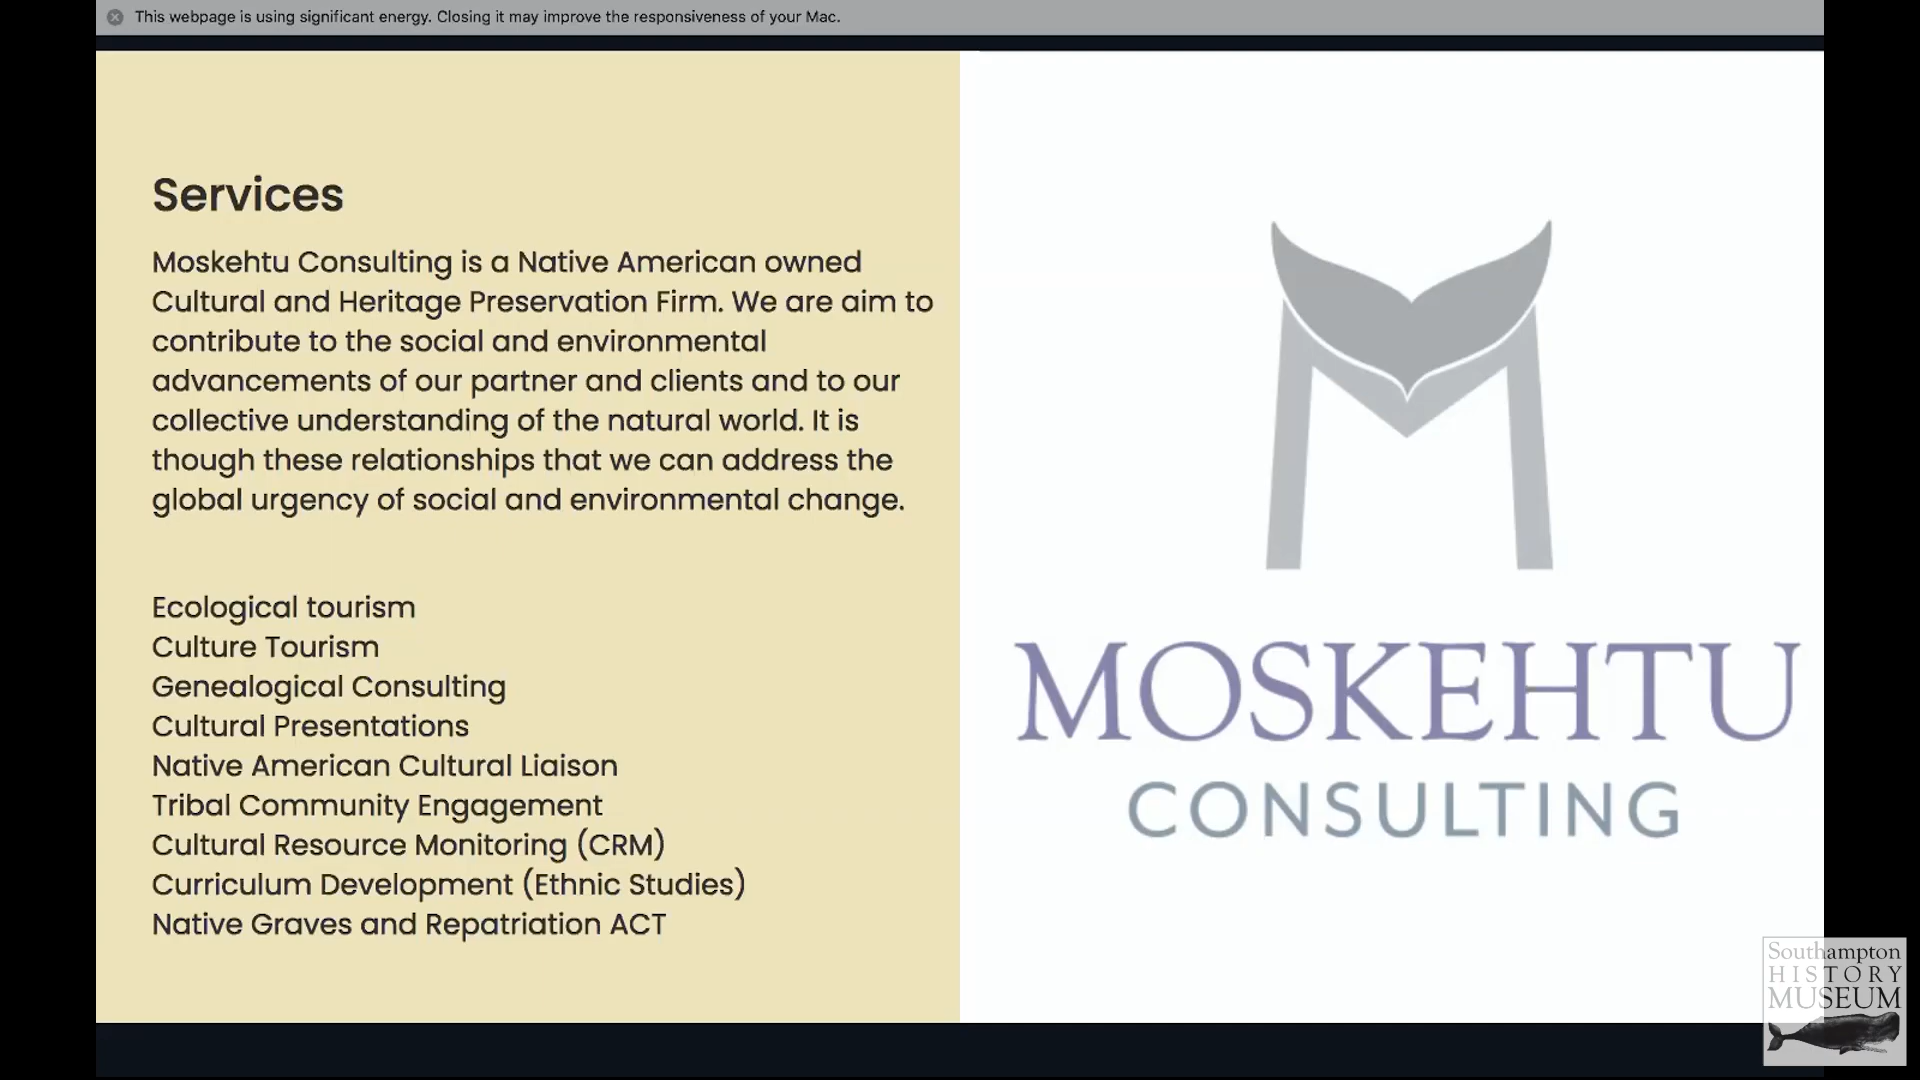 This webpage is using significant energy. Closing it may improve the responsiveness of your Mac.
Services
Moskehtu Consulting is a Native American owned
Cultural and Heritage Preservation Firm. We are aim to
contribute to the social and environmental
advancements of our partner and clients and to our
collective understanding of the natural world. It is
though these relationships that we can address the
global urgency of social and environmental change.
Ecological tourism
Culture Tourism
Genealogical Consulting
Cultural Presentations
Native American Cultural Liaison
Tribal Community Engagement
Cultural Resource Monitoring (CRM)
Curriculum Development (Ethnic Studies)
Native Graves and Repatriation ACT
MOSKEHTU
CONSULTING
Southampton
HISTORY
MUSEUM